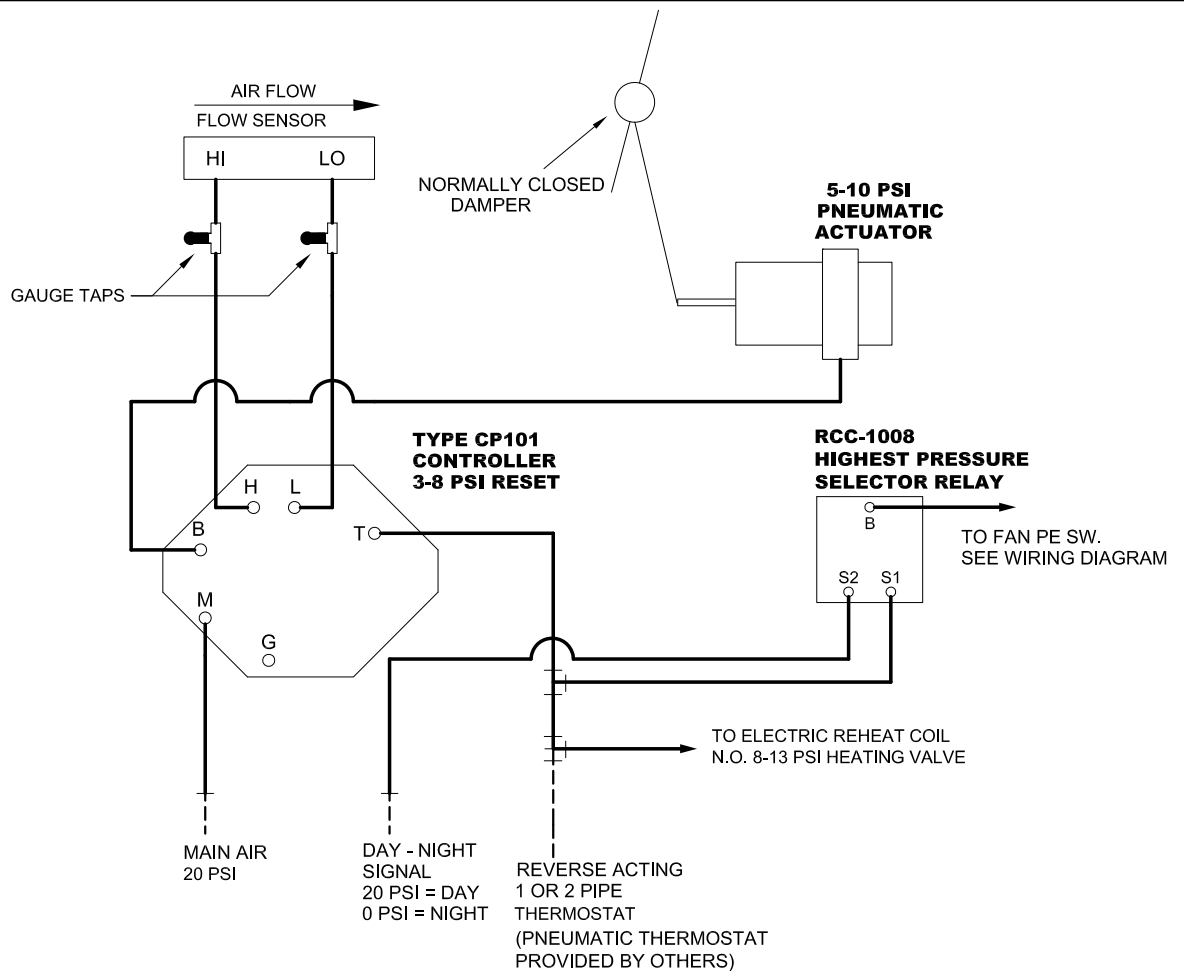 AIR FLOW
FLOW SENSOR
HI
LO
NORMALLY CLOSED
DAMPER
5-10 PSI
PNEUMATIC
ACTUATOR
GAUGE TAPS
TYPE CP101
CONTROLLER
3-8 PSI RESET
RCC-1008
HIGHEST PRESSURE
SELECTOR RELAY
H
L
B
T
M
G
B
S2
S1
TO FAN PE SW.
SEE WIRING DIAGRAM
TO ELECTRIC REHEAT COIL
N.O. 8-13 PSI HEATING VALVE
MAIN AIR
20 PSI
DAY - NIGHT
SIGNAL
20 PSI = DAY
0 PSI = NIGHT
REVERSE ACTING
1 OR 2 PIPE
THERMOSTAT
(PNEUMATIC THERMOSTAT
PROVIDED BY OTHERS)